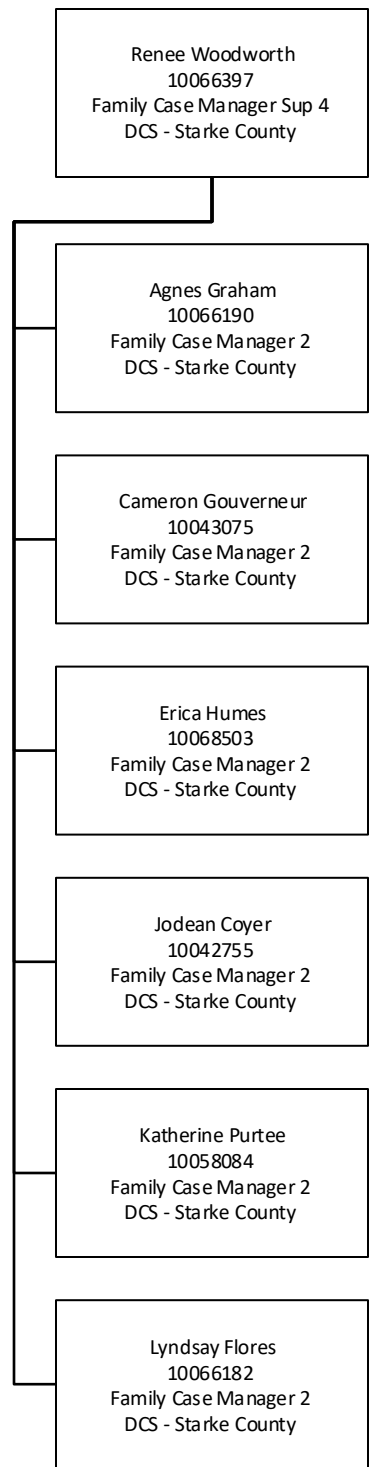 Renee Woodworth
10066397
Family Case Manager Sup 4
DCS - Starke County
Agnes Graham
10066190
Family Case Manager 2
DCS - Starke County
Cameron Gouverneur
10043075
Family Case Manager 2
DCS - Starke County
Erica Humes
10068503
Family Case Manager 2
DCS - Starke County
Jodean Coyer
10042755
Family Case Manager 2
DCS - Starke County
Katherine Purtee
10058084
Family Case Manager 2
DCS - Starke County
Lyndsay Flores
10066182
Family Case Manager 2
DCS - Starke County